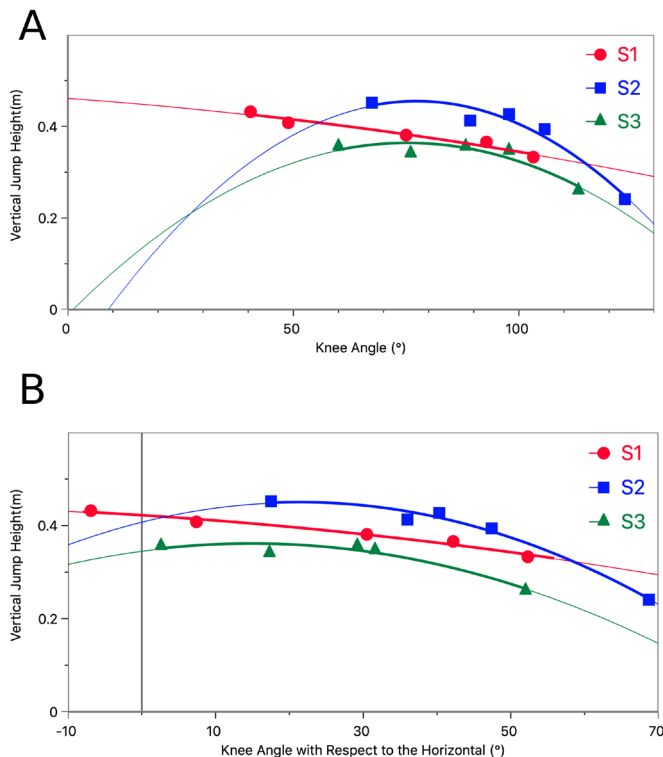 A
S1
S2
S3
Vertical Jump Height(m)
0.4
0.2
0
0
50
100
Knee Angle (°)
B
S1
S2
S3
Vertical Jump Height(m)
0.4
0.2
0
-10
10
30
50
70
Knee Angle with Respect to the Horizontal (°)